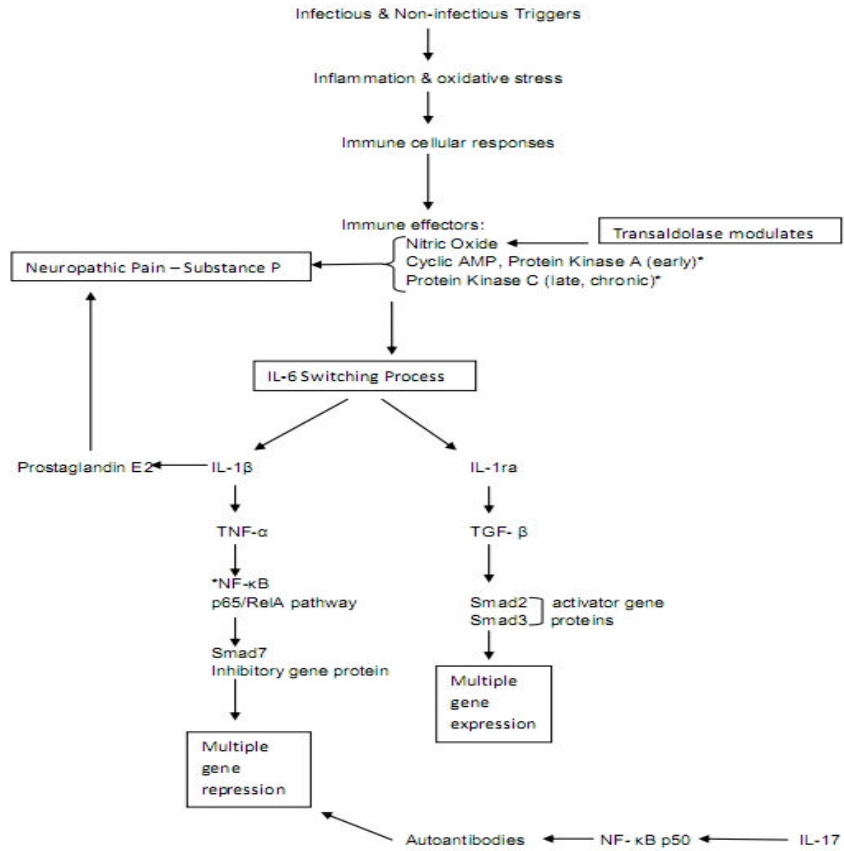 Infectious & Non-infectious Triggers
Inflammation & oxidative stress
Immune cellular responses
Immune effectors:
Nitric Oxide
Transaldolase modulates
Cyclic AMP, Protein Kinase A (early)*
Protein Kinase C (late, chronic)*
Neuropathic Pain – Substance P
IL-6 Switching Process
Prostaglandin E2
IL-1β
IL-1ra
TNF-α
TGF- β
*NF-κB
p65/RelA pathway
Smad2
Smad3
activator gene
proteins
Smad7
Inhibitory gene protein
Multiple
gene
expression
Multiple
gene
repression
Autoantibodies
NF- κB p50
IL-17